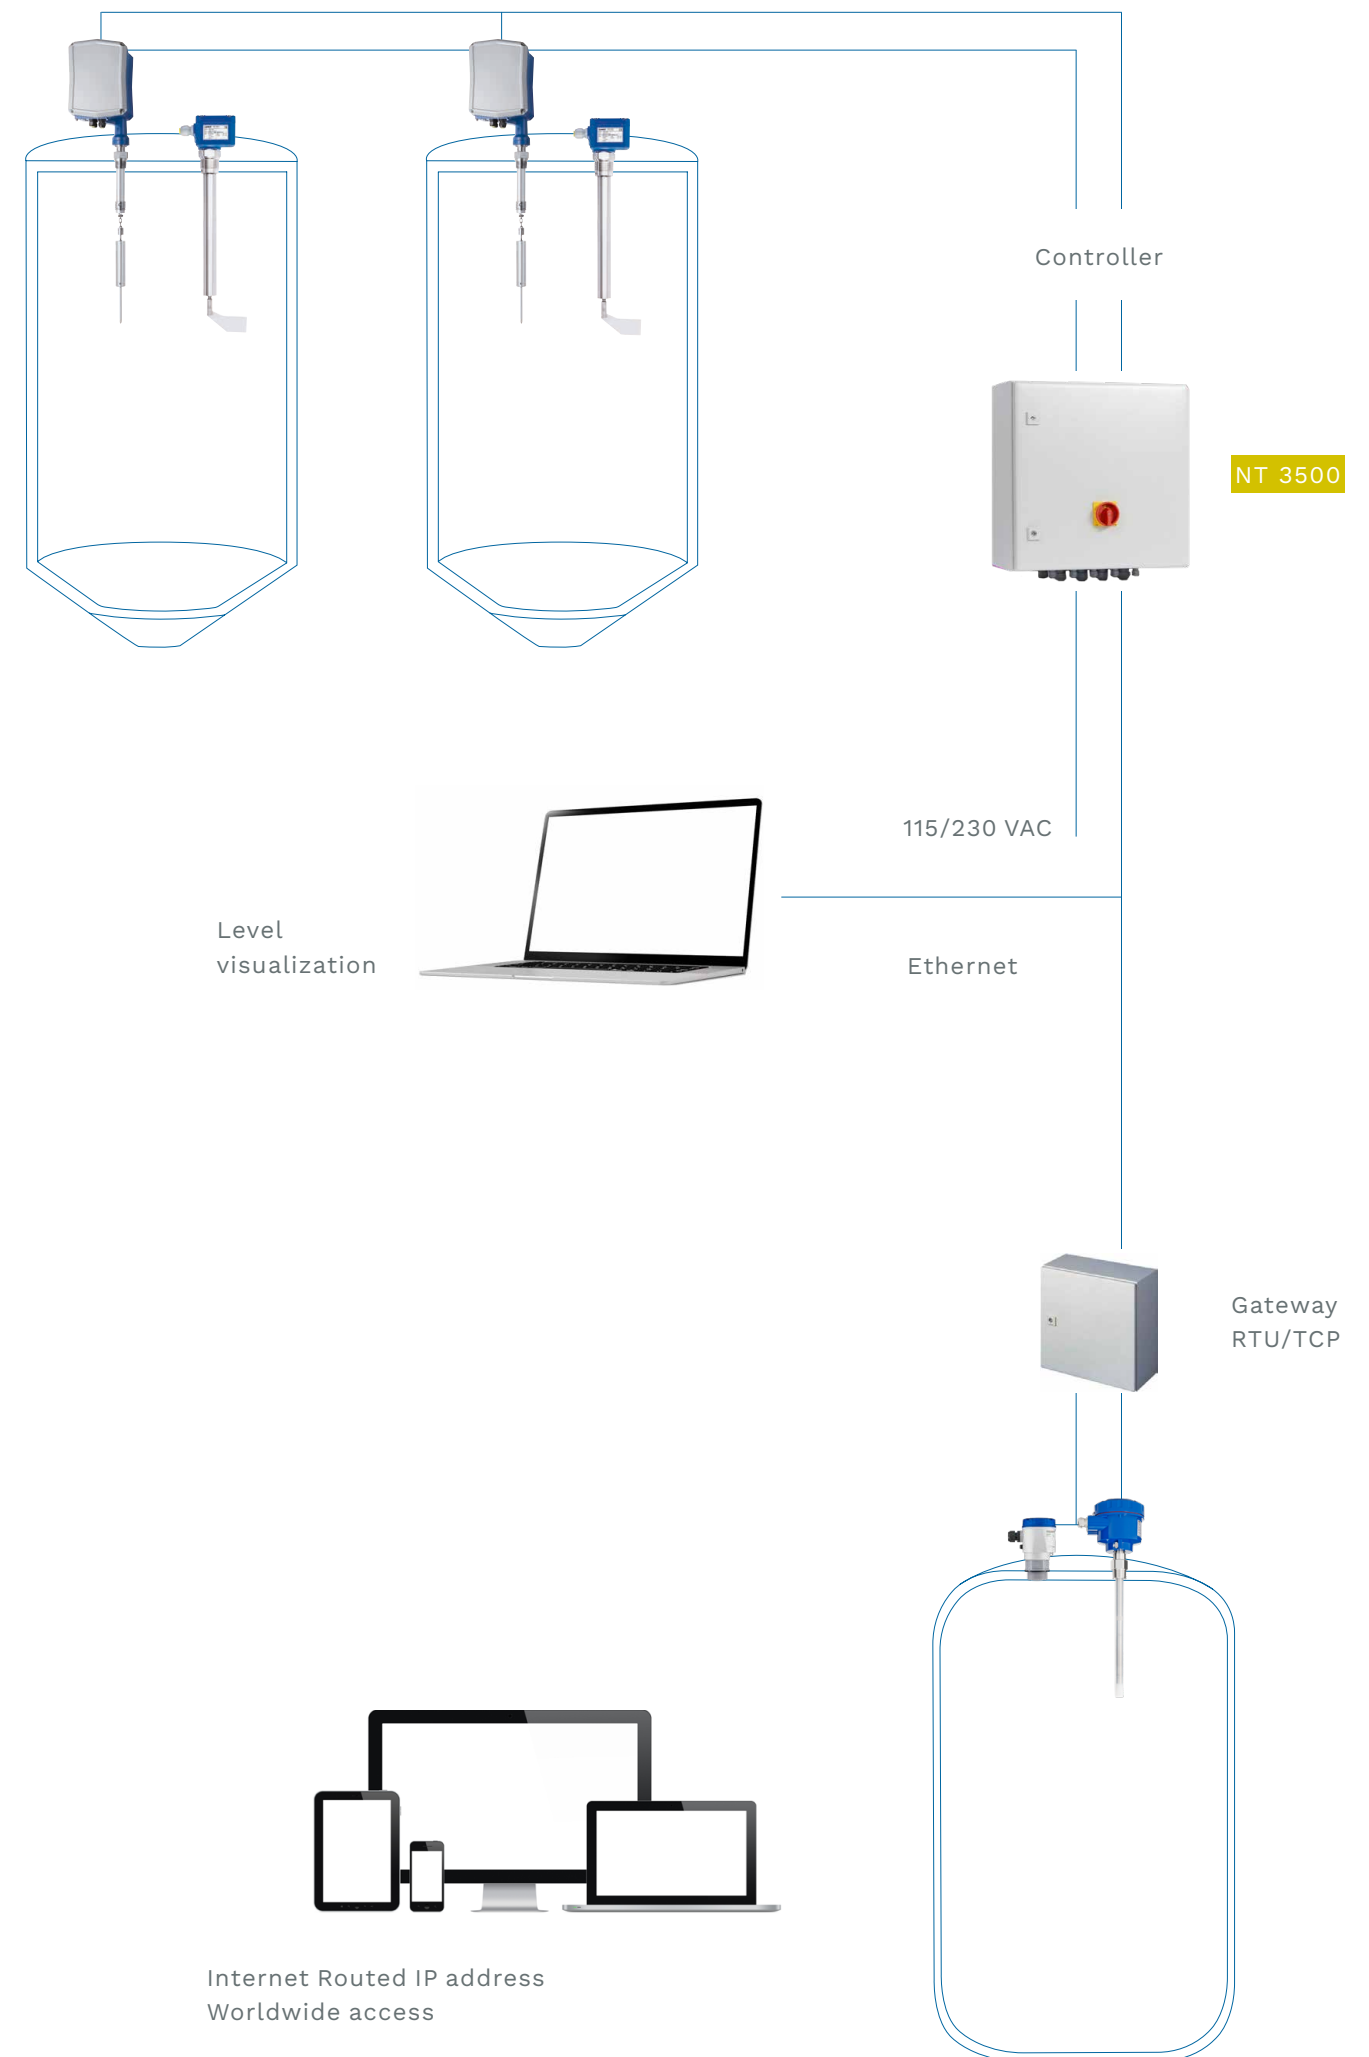 Controller
NT 3500
115/230 VAC
Level
visualization
Ethernet
Gateway
RTU/TCP
Internet Routed IP address
Worldwide access